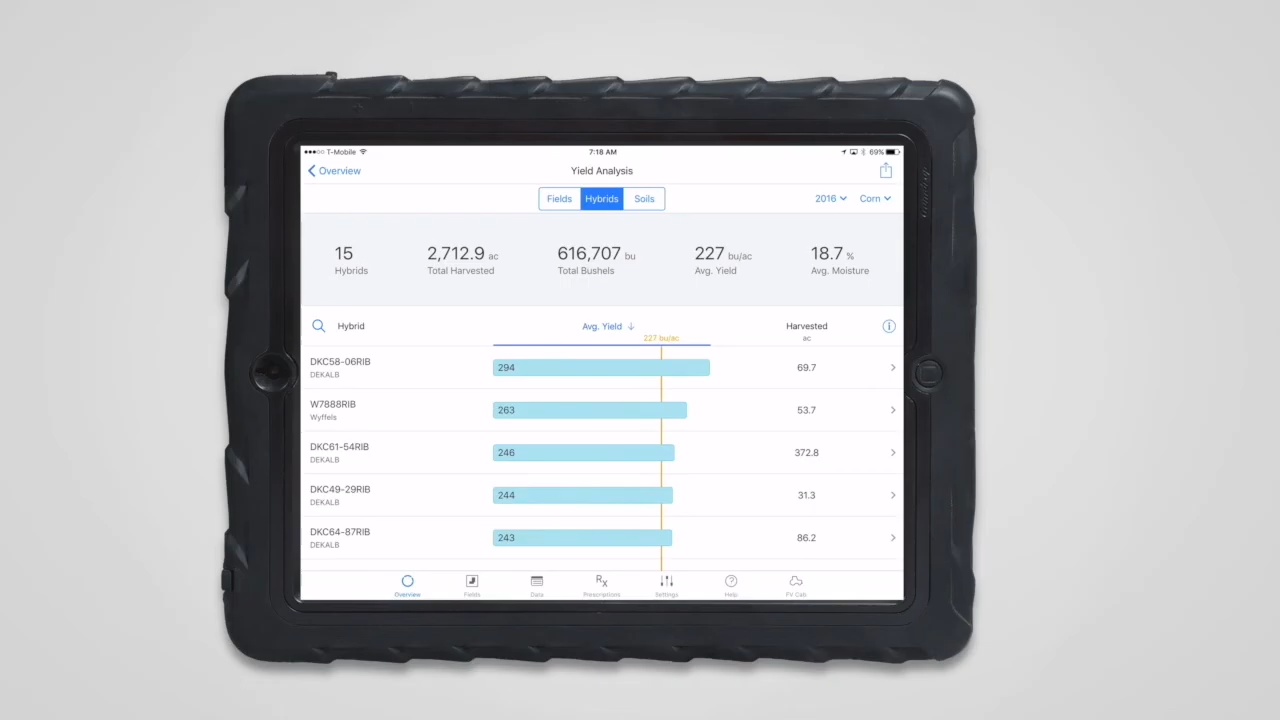 T-Mobile
7:18 AM
69%
Overview
Yield Analysis
Fields Hybrids Soils
2016 Corn
15 2,712.9 ac 616,707 bu 227 bu/ac 18.7 %
Hybrids Total Harvested Total Bushels Avg. Yield Avg. Moisture
Hybrid Avg. Yield ↓ Harvested
227 bu/ac ac
DKC58-06RIB 294 69.7
DEKALB
W7888RIB 263 53.7
Wyffels
DKC61-54RIB 246 372.8
DEKALB
DKC49-29RIB 244 31.3
DEKALB
DKC64-87RIB 243 86.2
DEKALB
Rx
Overview Fields Data Prescriptions Settings Help FV Cab